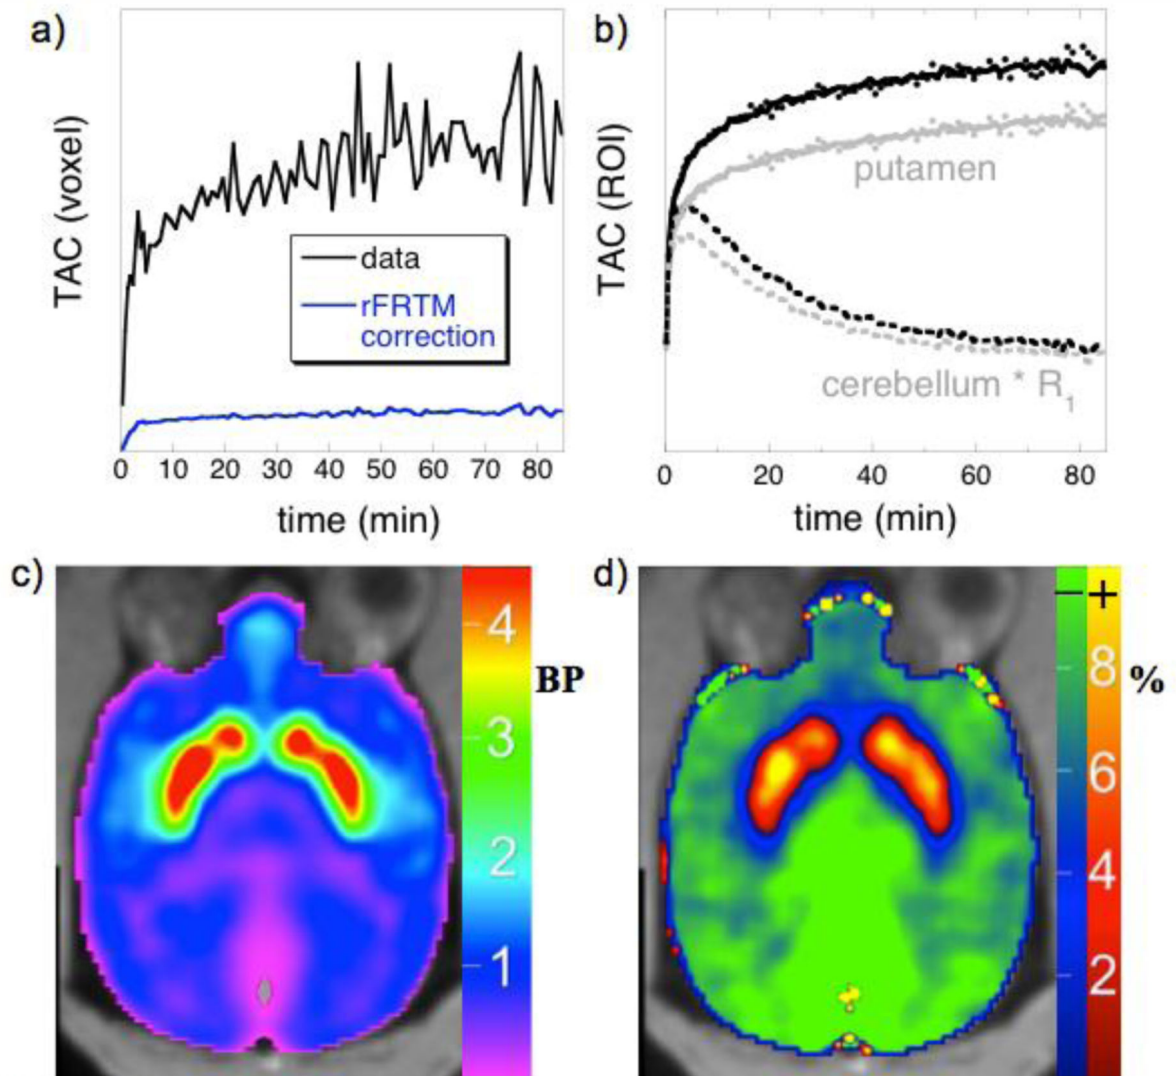 a)
TAC (voxel)
data
rFRTM
correction
0 10 20 30 40 50 60 70 80
time (min)
b)
TAC (ROI)
putamen
cerebellum * R1
0 20 40 60 80
time (min)
c)
4
3
2
1
BP
d)
− +
8
6
4
2
%